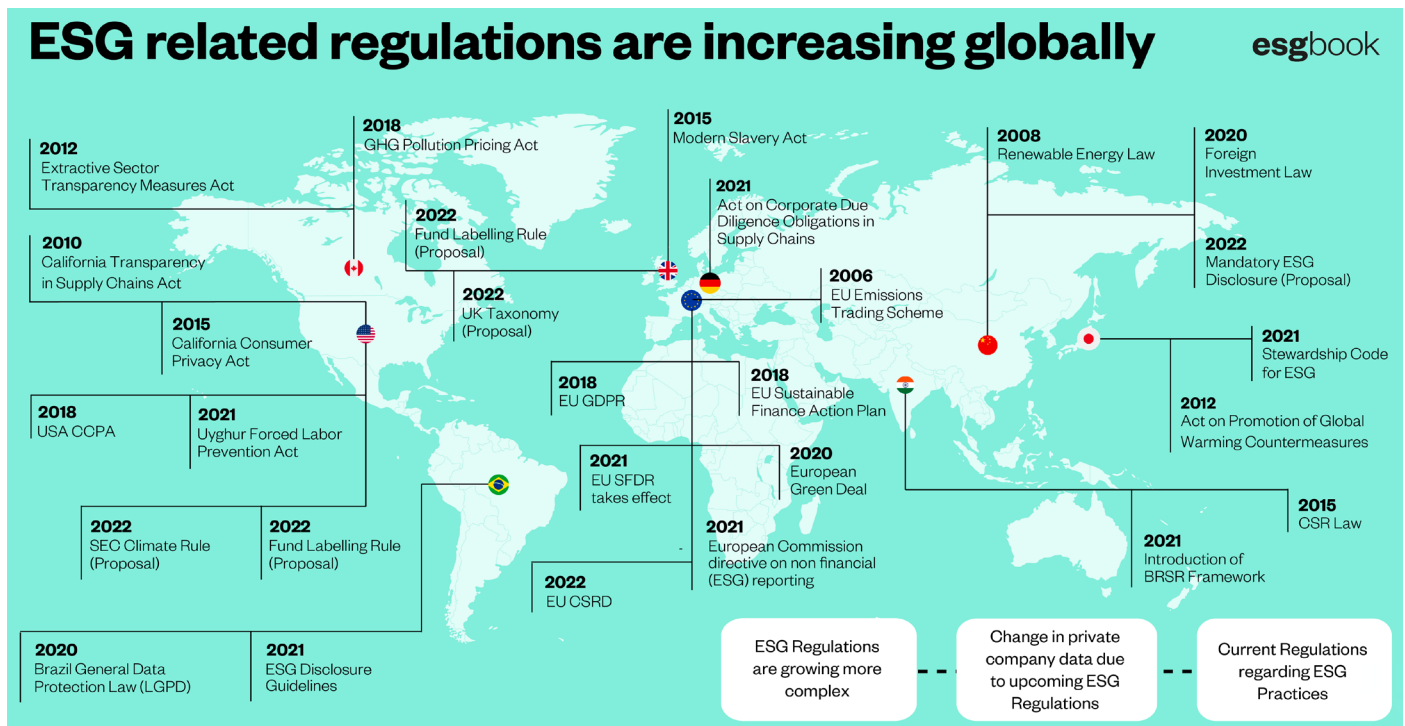 ESG related regulations are increasing globally
esgbook
2012
Extractive Sector
Transparency Measures Act
2018
GHG Pollution Pricing Act
2010
California Transparency
in Supply Chains Act
2015
California Consumer
Privacy Act
2018
USA CCPA
2021
Uyghur Forced Labor
Prevention Act
2022
SEC Climate Rule
(Proposal)
2022
Fund Labelling Rule
(Proposal)
2020
Brazil General Data
Protection Law (LGPD)
2021
ESG Disclosure
Guidelines
2015
Modern Slavery Act
2022
Fund Labelling Rule
(Proposal)
2022
UK Taxonomy
(Proposal)
2021
Act on Corporate Due
Diligence Obligations in
Supply Chains
2006
EU Emissions
Trading Scheme
2018
EU GDPR
2018
EU Sustainable
Finance Action Plan
2021
EU SFDR
takes effect
2020
European
Green Deal
2021
European Commission
directive on non financial
(ESG) reporting
2022
EU CSRD
2008
Renewable Energy Law
2020
Foreign
Investment Law
2022
Mandatory ESG
Disclosure (Proposal)
2021
Stewardship Code
for ESG
2012
Act on Promotion of Global
Warming Countermeasures
2015
CSR Law
2021
Introduction of
BRSR Framework
ESG Regulations
are growing more
complex
Change in private
company data due
to upcoming ESG
Regulations
Current Regulations
regarding ESG
Practices